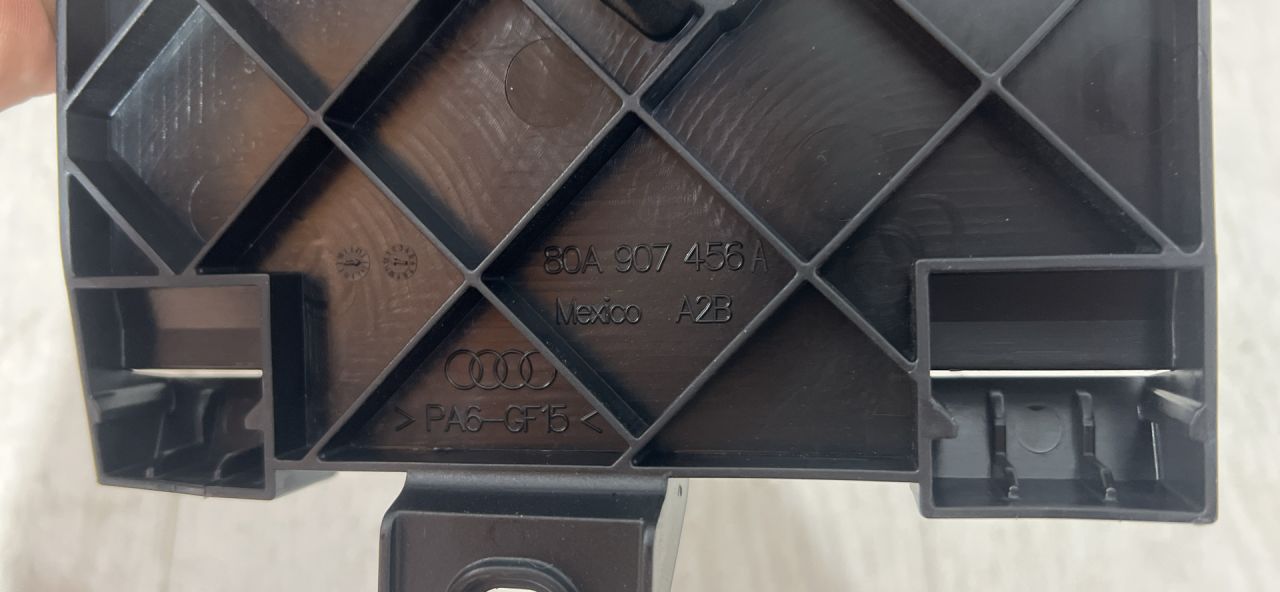 80A 907 456 A
Mexico A2B
> PA6-GF15 <